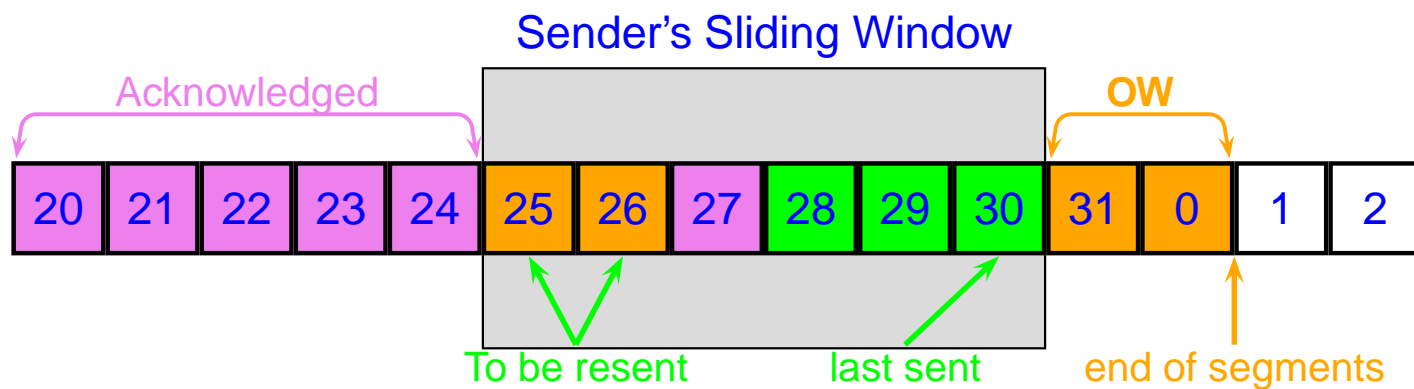 Sender's Sliding Window
Acknowledged OW
20 21 22 23 24 25 26 27 28 29 30 31 0 1 2
To be resent last sent end of segments